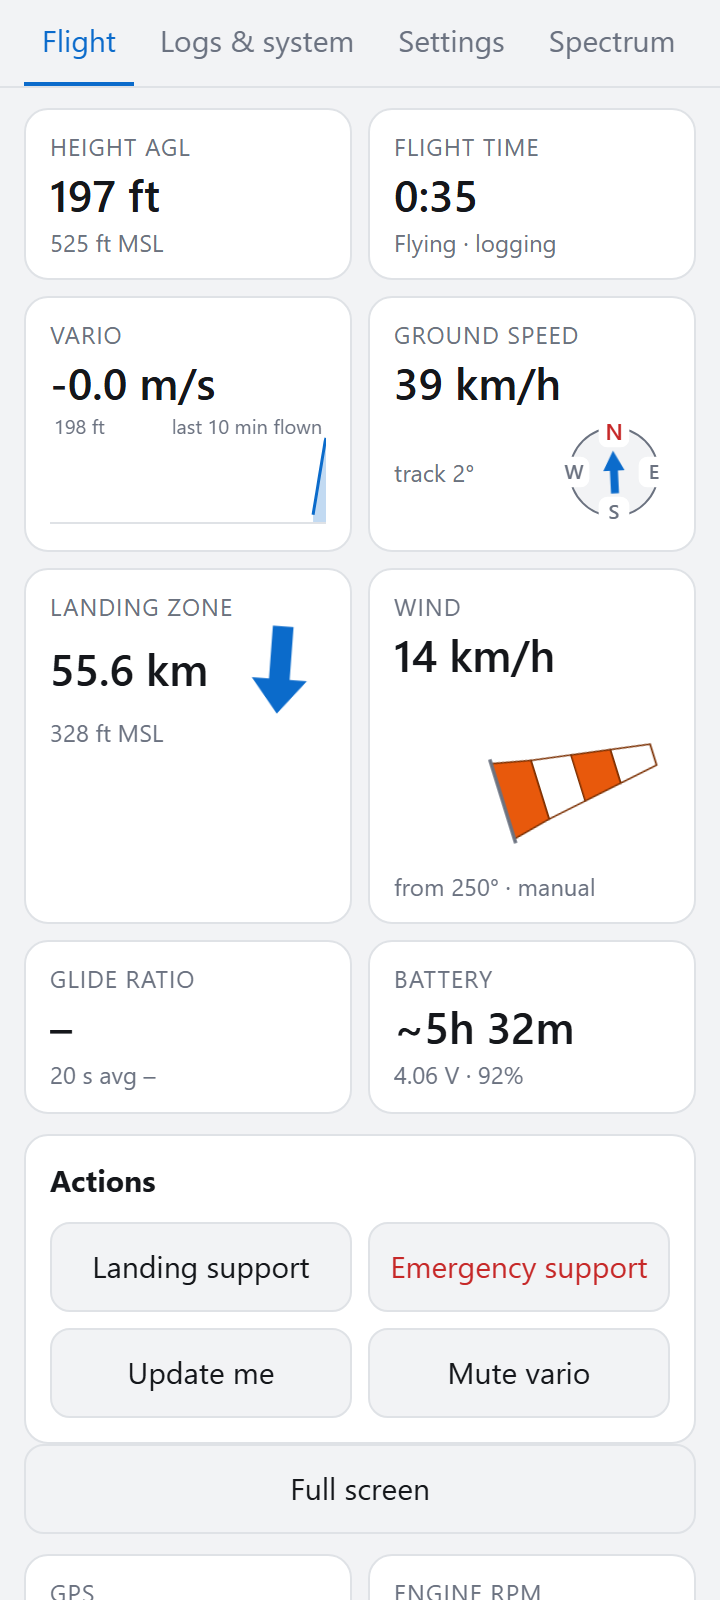 Flight Logs & system Settings Spectrum
HEIGHT AGL
197 ft
525 ft MSL
FLIGHT TIME
0:35
Flying · logging
VARIO
-0.0 m/s
198 ft last 10 min flown
GROUND SPEED
39 km/h
track 2°
N
W E
S
LANDING ZONE
55.6 km
328 ft MSL
WIND
14 km/h
from 250° · manual
GLIDE RATIO
–
20 s avg –
BATTERY
~5h 32m
4.06 V · 92%
Actions
Landing support
Emergency support
Update me
Mute vario
Full screen
GPS
ENGINE RPM